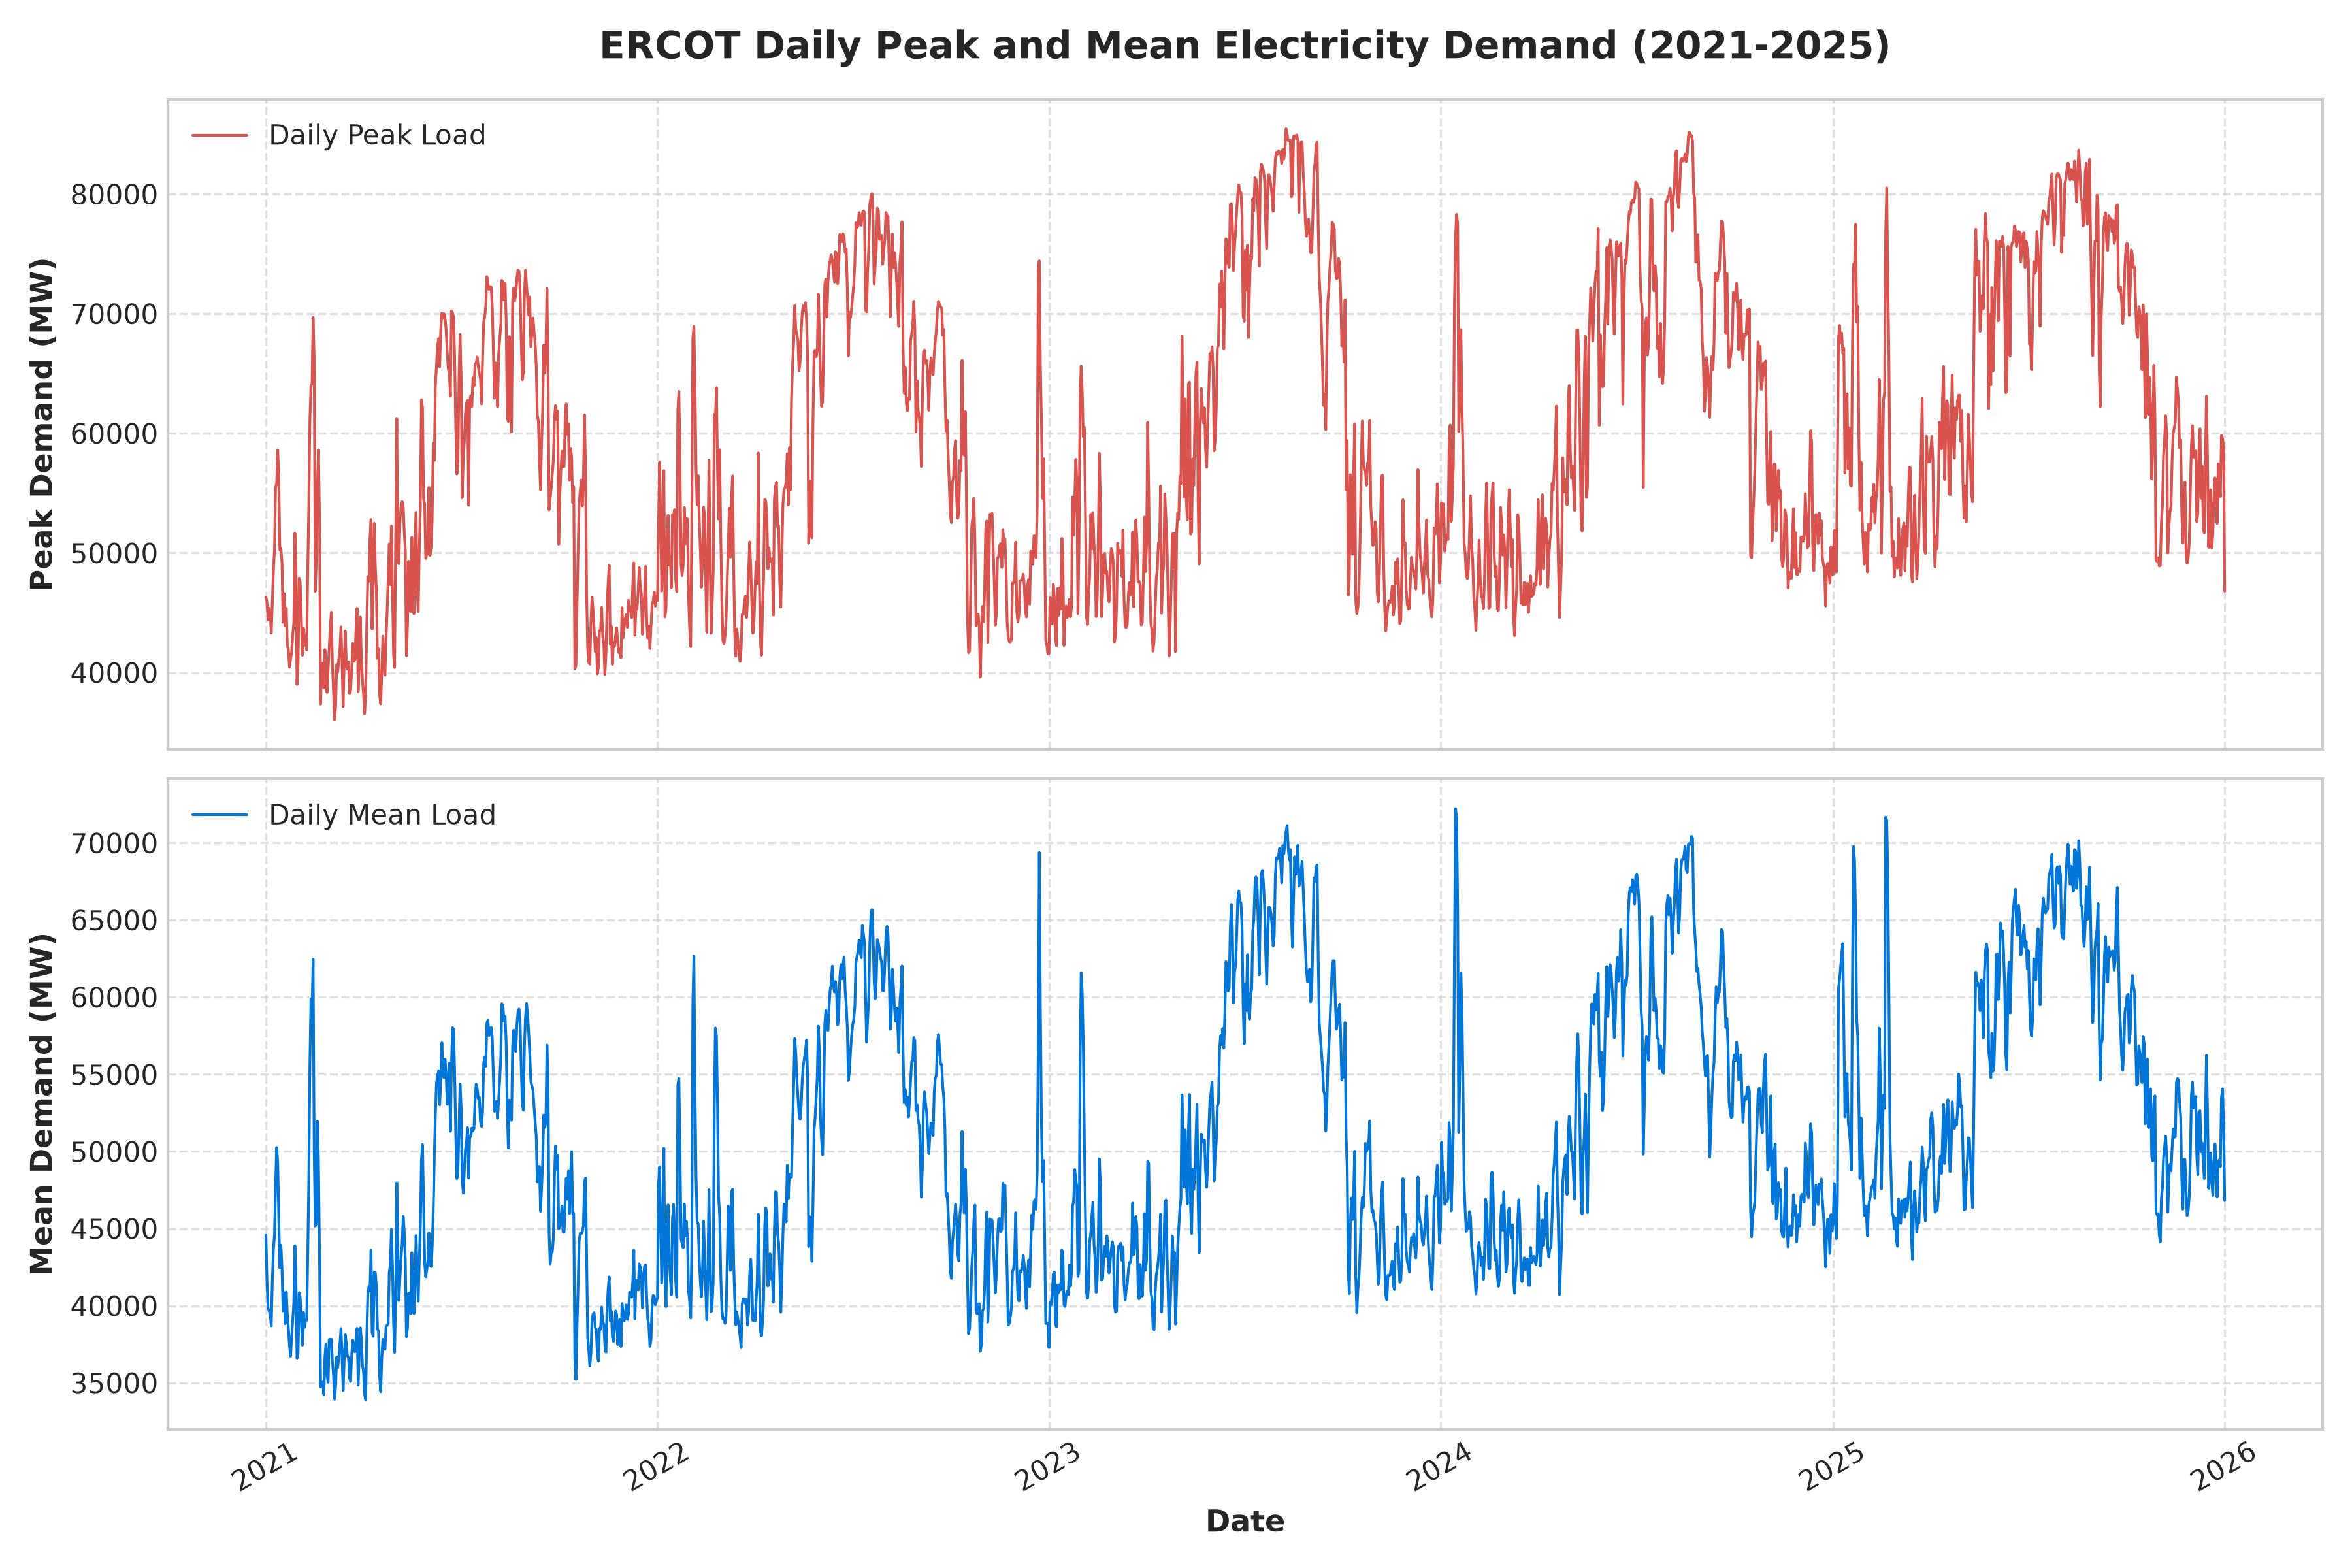 ERCOT Daily Peak and Mean Electricity Demand (2021-2025)
Daily Peak Load
Peak Demand (MW)
80000
70000
60000
50000
40000
Daily Mean Load
Mean Demand (MW)
70000
65000
60000
55000
50000
45000
40000
35000
2021 2022 2023 2024 2025 2026
Date